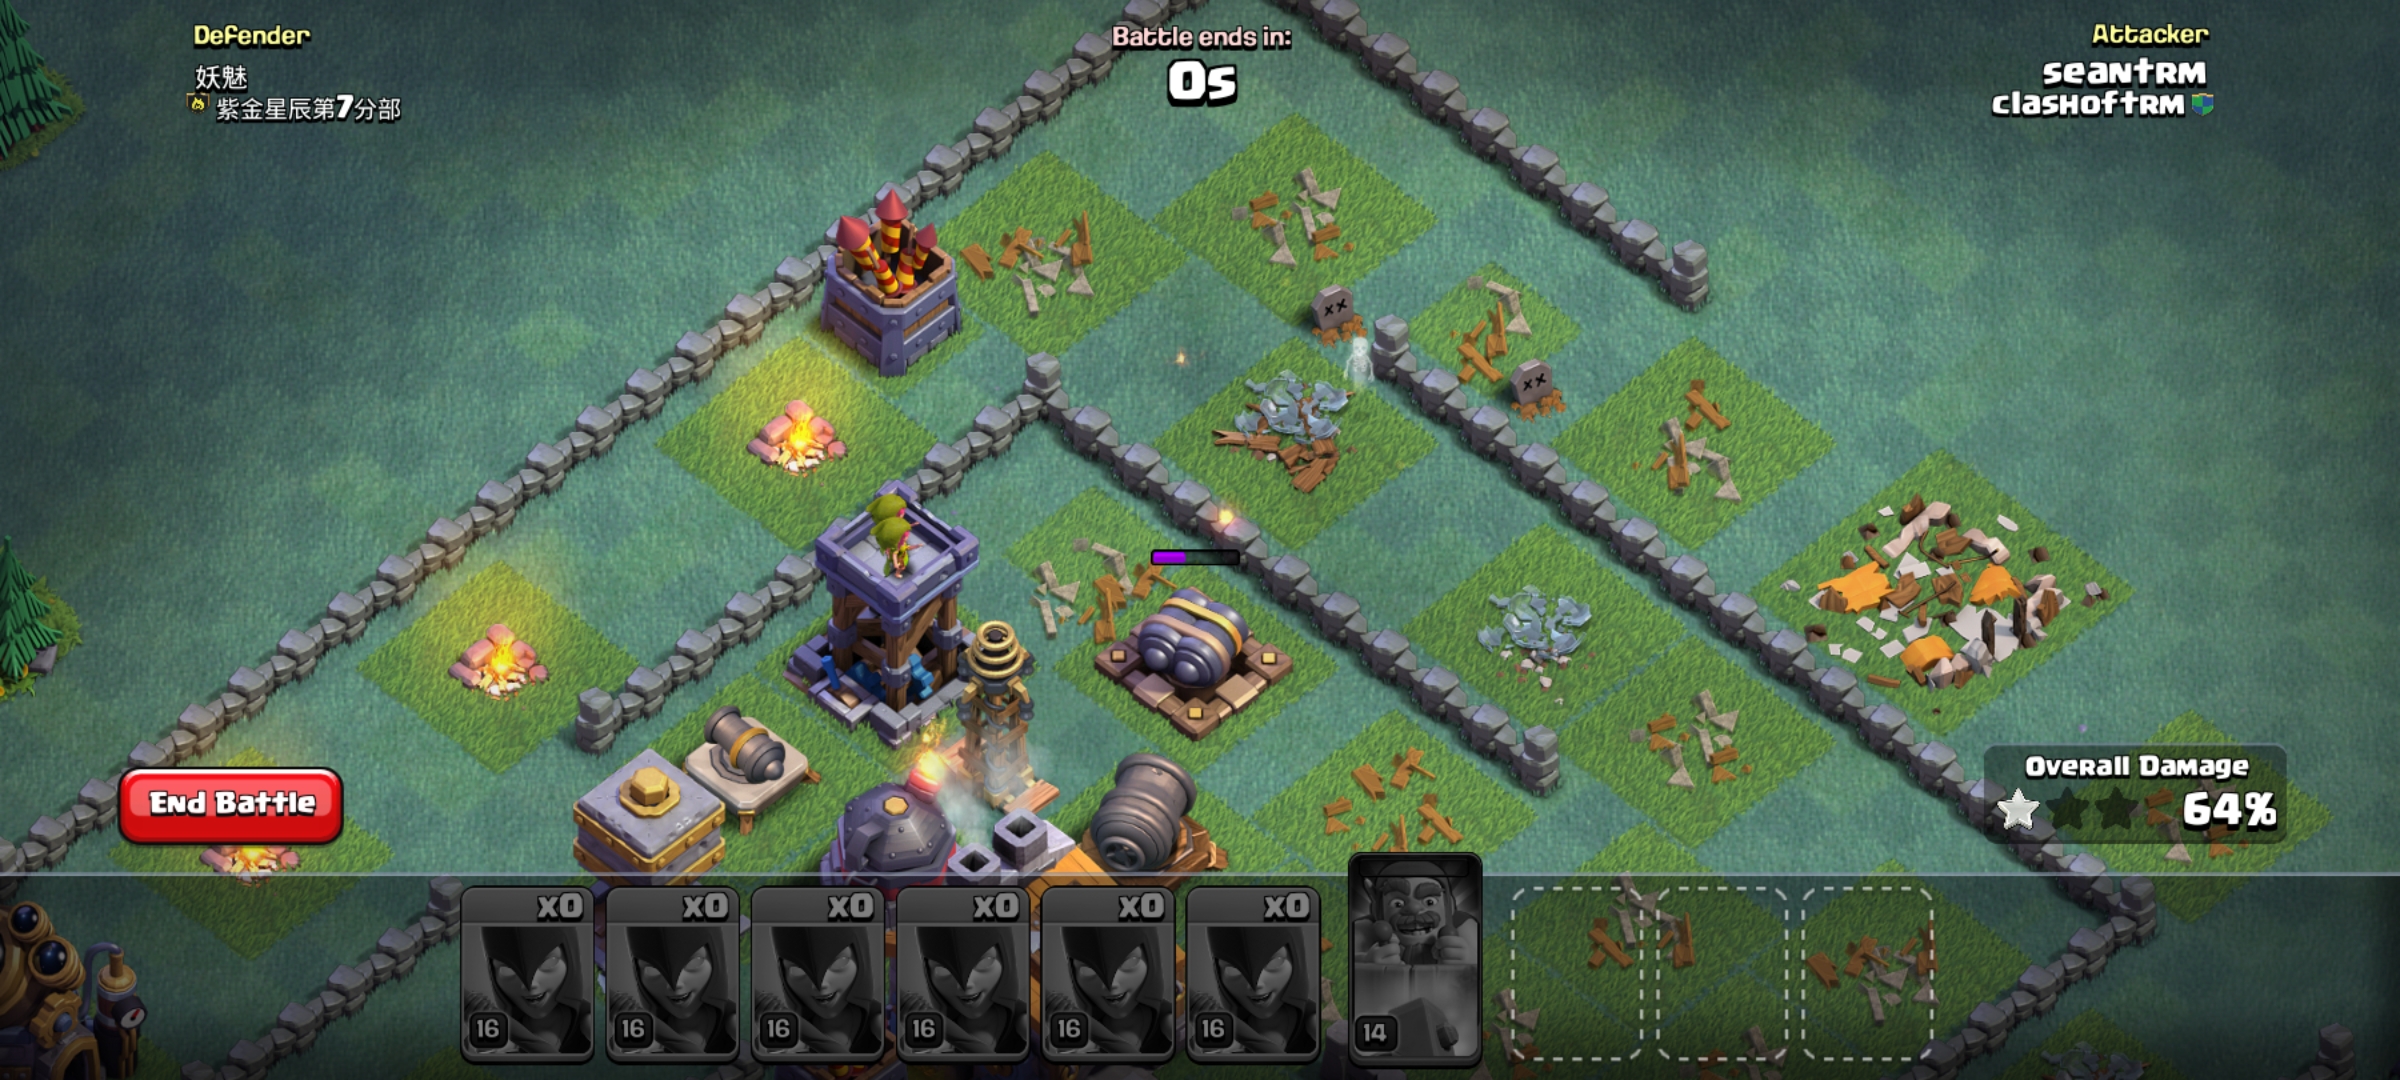 Defender
妖魅
紫金星辰第7分部
Battle ends in:
0s
Attacker
seantrm
clashoftrm
End Battle
Overall Damage
64%
x0 x0 x0 x0 x0 x0
16 16 16 16 16 16 14